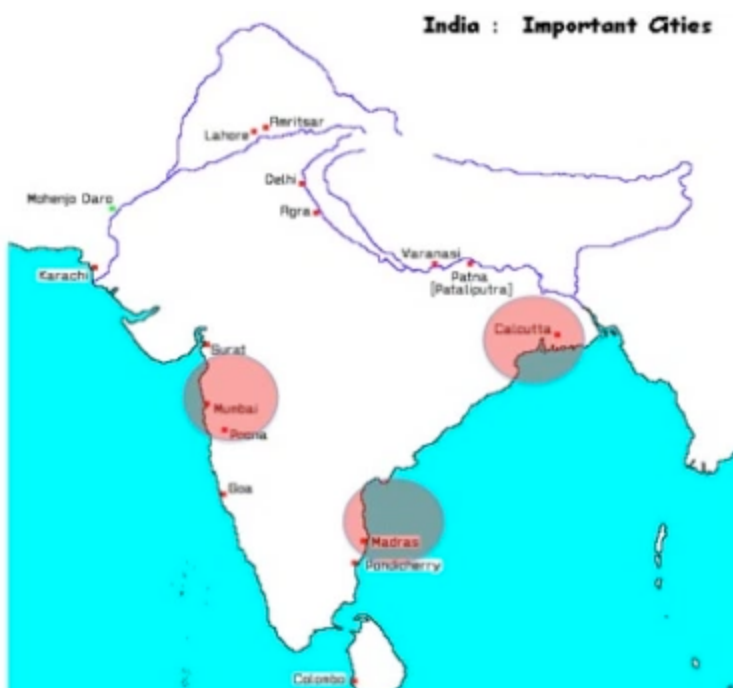 India : Important Cities
Amritsar
Lahore
Delhi
Mohenjo Daro
Agra
Varanasi
Patna
[Pataliputra]
Karachi
Calcutta
Surat
Mumbai
Poona
Goa
Madras
Pondicherry
Colombo